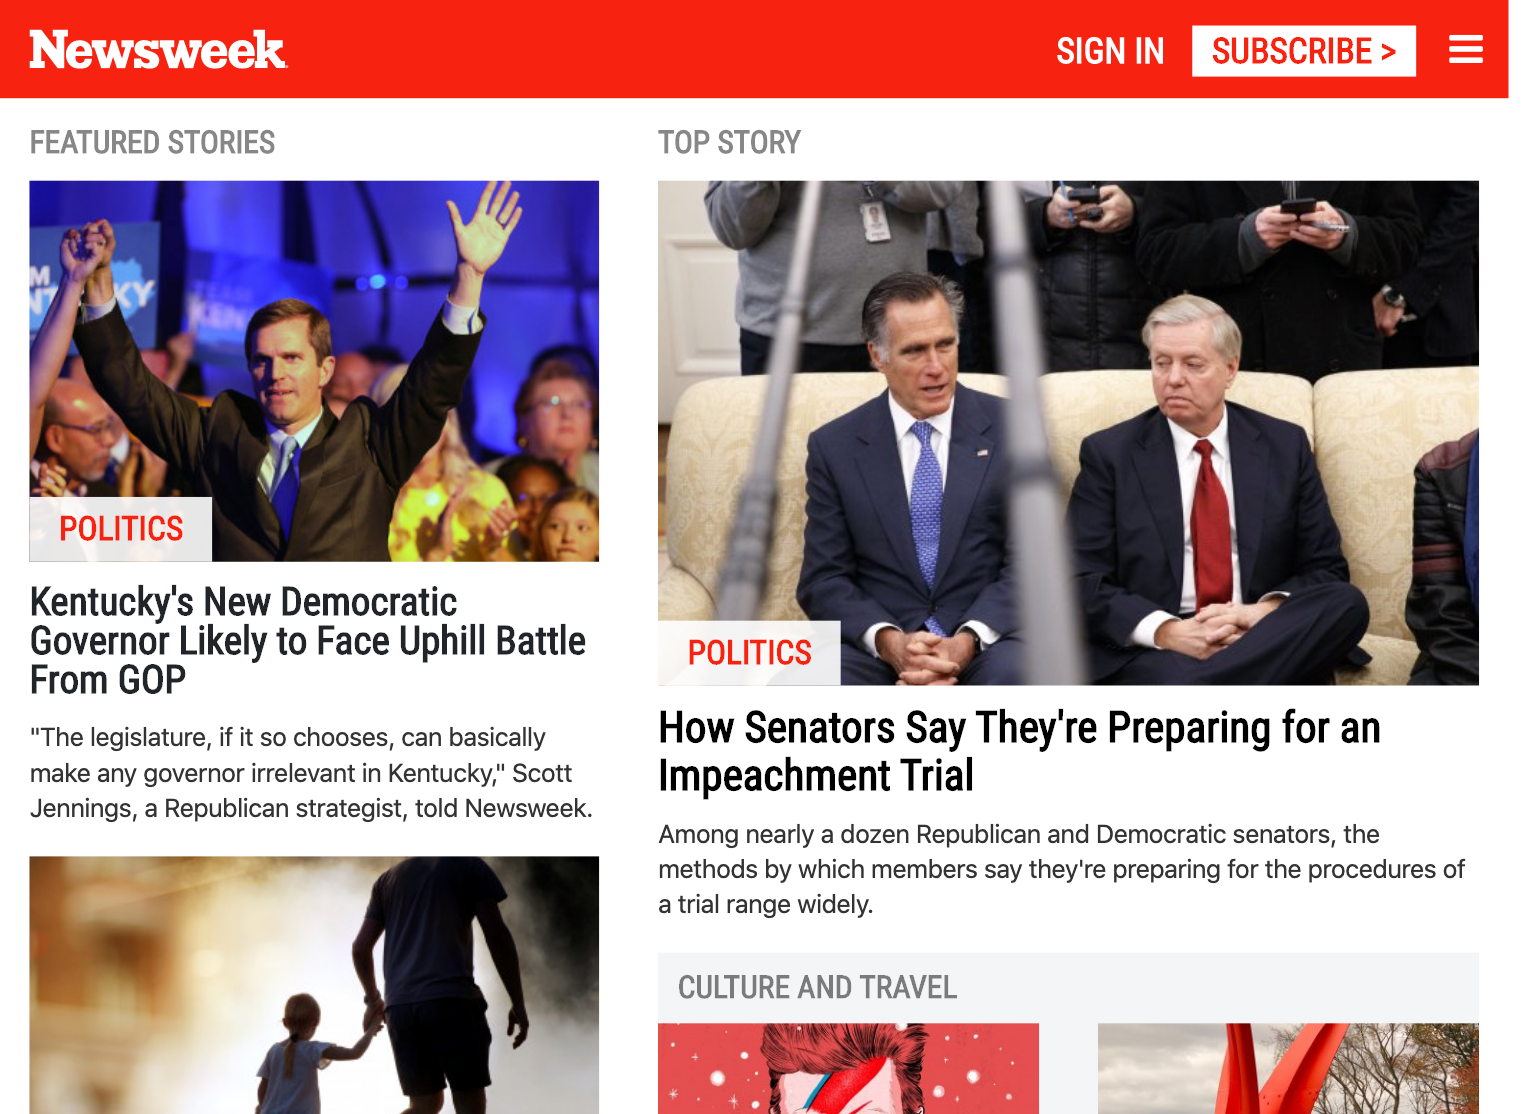 Newsweek
SIGN IN
SUBSCRIBE >
FEATURED STORIES
POLITICS
Kentucky's New Democratic
Governor Likely to Face Uphill Battle
From GOP
"The legislature, if it so chooses, can basically
make any governor irrelevant in Kentucky," Scott
Jennings, a Republican strategist, told Newsweek.
TOP STORY
POLITICS
How Senators Say They're Preparing for an
Impeachment Trial
Among nearly a dozen Republican and Democratic senators, the
methods by which members say they're preparing for the procedures of
a trial range widely.
CULTURE AND TRAVEL